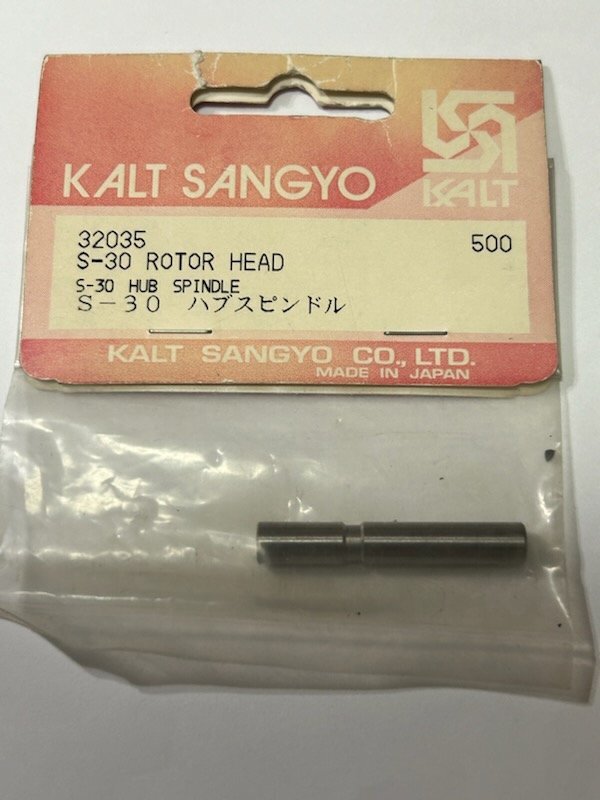 KALT SANGYO
KALT
32035
500
S-30 ROTOR HEAD
S-30 HUB SPINDLE
S－30 ハブスピンドル
KALT SANGYO CO., LTD.
MADE IN JAPAN